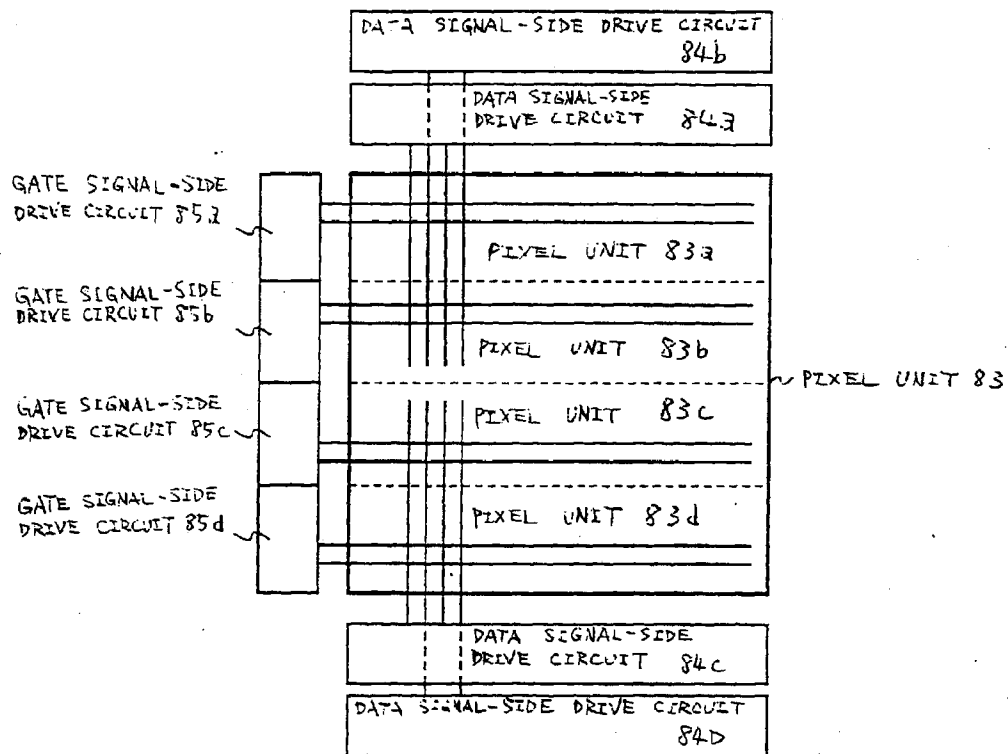 DATA SIGNAL-SIDE DRIVE CIRCUIT
84b
DATA SIGNAL-SIDE
DRIVE CIRCUIT 84a
GATE SIGNAL-SIDE
DRIVE CIRCUIT 85a
PIXEL UNIT 83a
GATE SIGNAL-SIDE
DRIVE CIRCUIT 85b
PIXEL UNIT 83b
PIXEL UNIT 83
GATE SIGNAL-SIDE
DRIVE CIRCUIT 85c
PIXEL UNIT 83c
GATE SIGNAL-SIDE
DRIVE CIRCUIT 85d
PIXEL UNIT 83d
DATA SIGNAL-SIDE
DRIVE CIRCUIT 84c
DATA SIGNAL-SIDE DRIVE CIRCUIT
84D